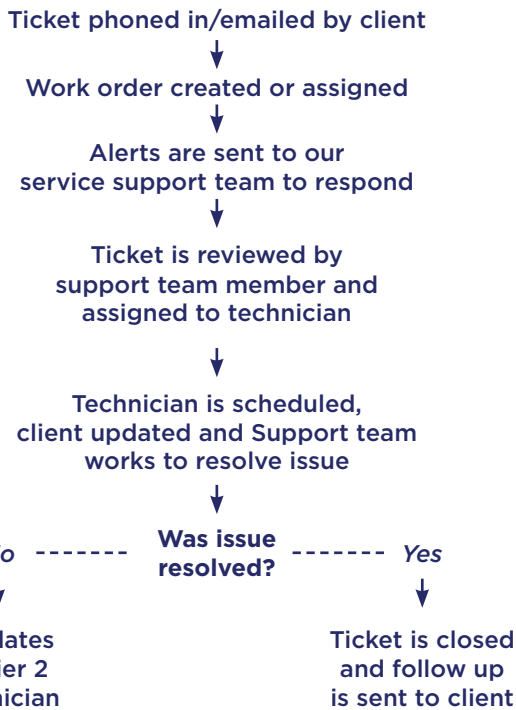 Ticket phoned in/emailed by client
Work order created or assigned
Alerts are sent to our
service support team to respond
Ticket is reviewed by
support team member and
assigned to technician
Technician is scheduled,
client updated and Support team
works to resolve issue
Was issue
resolved?
Yes
2
Ticket is closed
and follow up
is sent to client